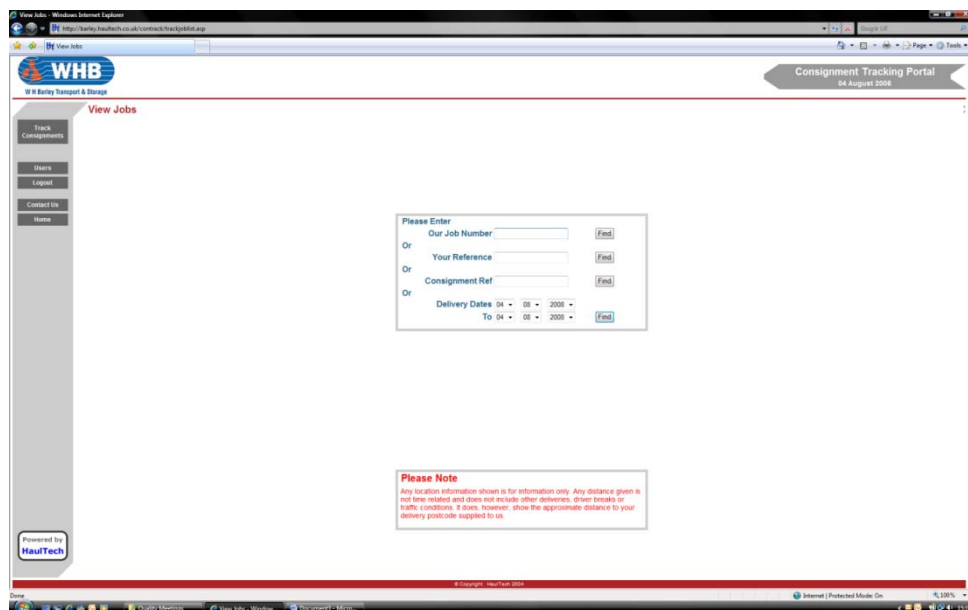 View Jobs - Windows Internet Explorer
http://barley.haultech.co.uk/contrack/trackjoblist.asp
Google UK
View Jobs
Page
Tools
WHB
W H Barley Transport & Storage
Consignment Tracking Portal
04 August 2008
View Jobs
Track
Consignments
Users
Logout
Contact Us
Home
Please Enter
Our Job Number Find
Or
Your Reference Find
Or
Consignment Ref Find
Or
Delivery Dates 04 08 2008
To 04 08 2008 Find
Please Note
Any location information shown is for information only. Any distance given is
not time related and does not include other deliveries, driver breaks or
traffic conditions. It does, however, show the approximate distance to your
delivery postcode supplied to us.
Powered by
HaulTech
© Copyright HaulTech 2004
Done
Internet | Protected Mode: On
100%
Quality Meetings
View Jobs - Window...
Document1 - Micro...